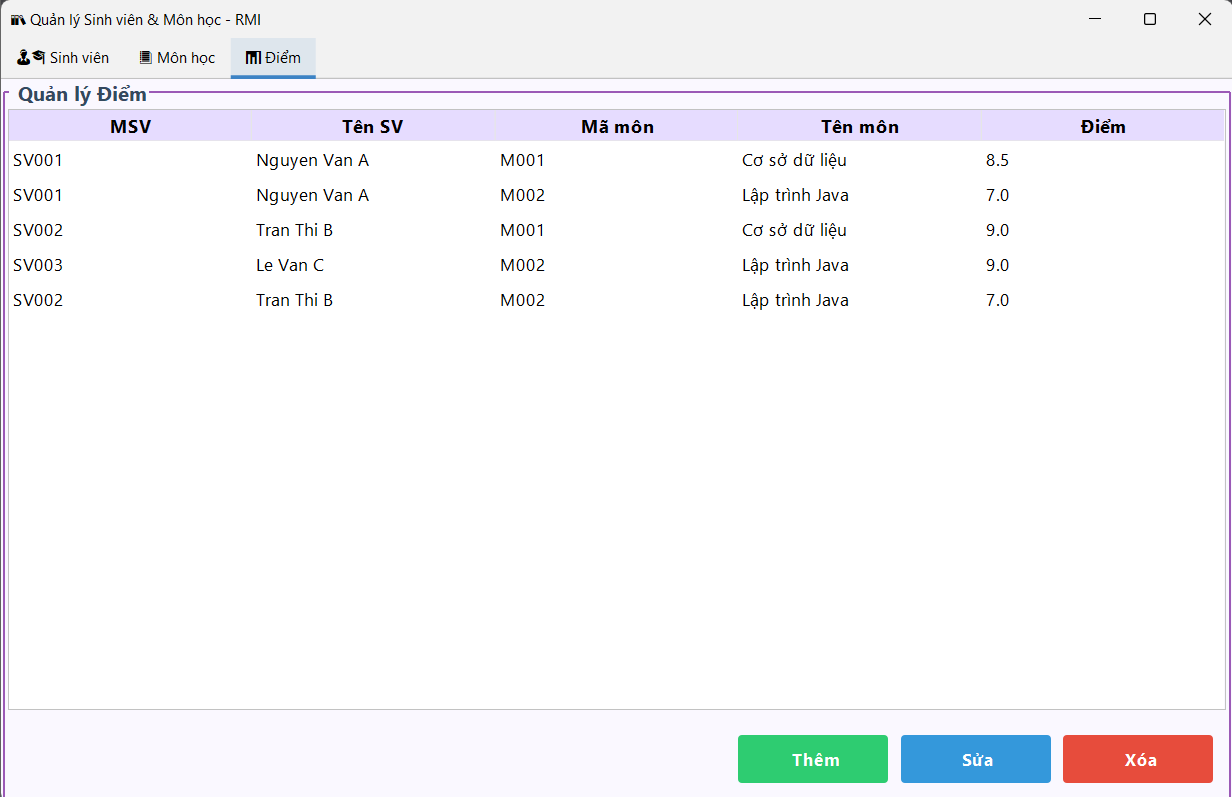 Quản lý Sinh viên & Môn học - RMI
Sinh viên Môn học Điểm
Quản lý Điểm
MSV Tên SV Mã môn Tên môn Điểm
SV001 Nguyen Van A M001 Cơ sở dữ liệu 8.5
SV001 Nguyen Van A M002 Lập trình Java 7.0
SV002 Tran Thi B M001 Cơ sở dữ liệu 9.0
SV003 Le Van C M002 Lập trình Java 9.0
SV002 Tran Thi B M002 Lập trình Java 7.0
Thêm Sửa Xóa